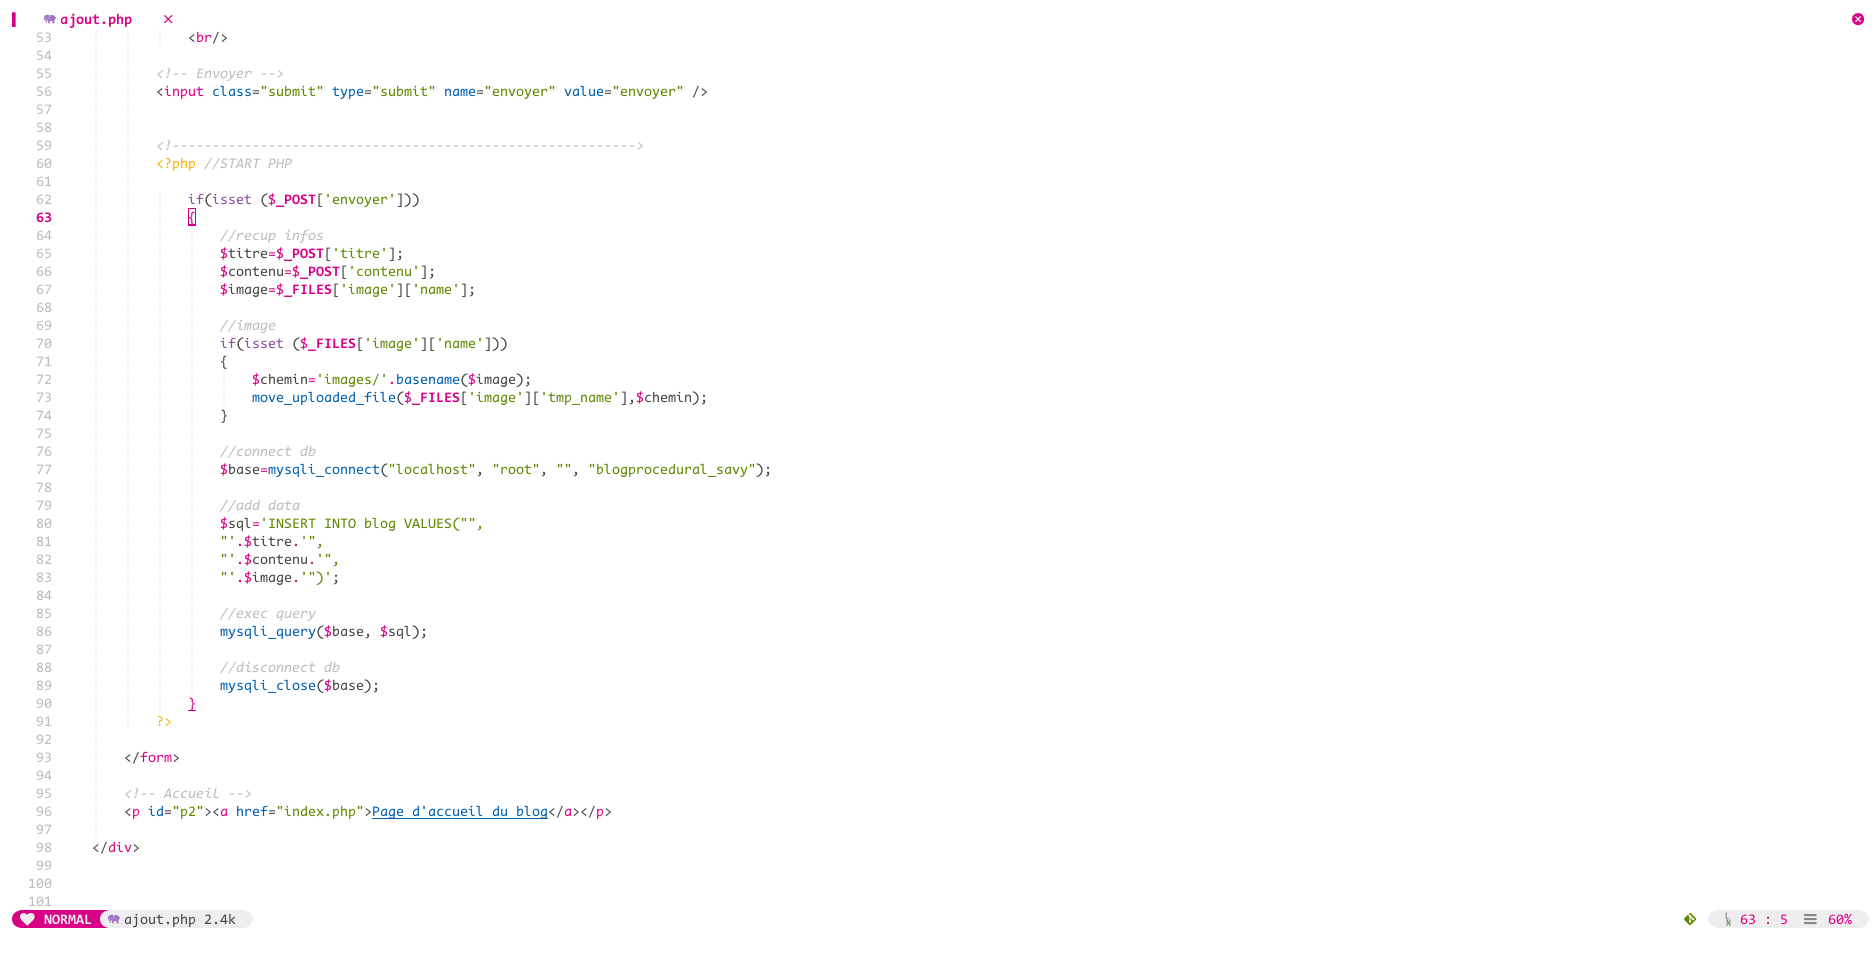 ajout.php ×
53 <br/>
54
55 <!-- Envoyer -->
56 <input class="submit" type="submit" name="envoyer" value="envoyer" />
57
58
59 <!---------------------------------------------------------->
60 <?php //START PHP
61
62 if(isset ($_POST['envoyer']))
63 {
64 //recup infos
65 $titre=$_POST['titre'];
66 $contenu=$_POST['contenu'];
67 $image=$_FILES['image']['name'];
68
69 //image
70 if(isset ($_FILES['image']['name']))
71 {
72 $chemin='images/'.basename($image);
73 move_uploaded_file($_FILES['image']['tmp_name'],$chemin);
74 }
75
76 //connect db
77 $base=mysqli_connect("localhost", "root", "", "blogprocedural_savy");
78
79 //add data
80 $sql='INSERT INTO blog VALUES("",
81 "'.$titre.'",
82 "'.$contenu.'",
83 "'.$image.'")';
84
85 //exec query
86 mysqli_query($base, $sql);
87
88 //disconnect db
89 mysqli_close($base);
90 }
91 ?>
92
93 </form>
94
95 <!-- Accueil -->
96 <p id="p2"><a href="index.php">Page d'accueil du blog</a></p>
97
98 </div>
99
100
101
NORMAL ajout.php 2.4k LN 63 : 5 60%